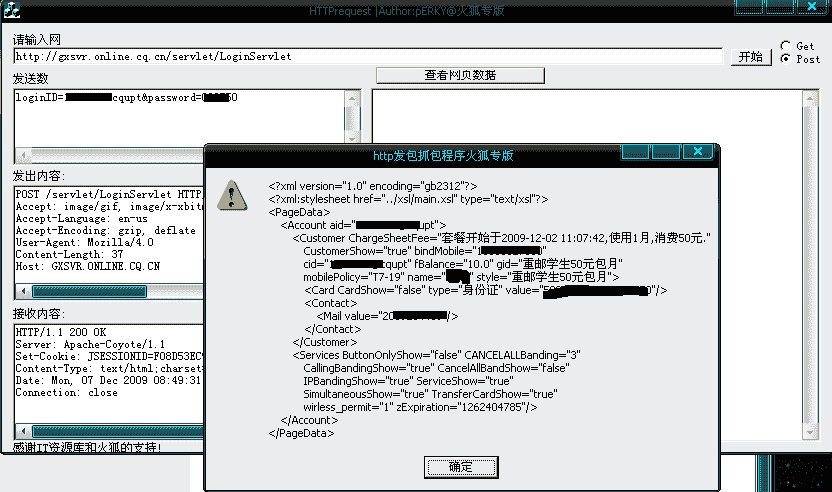 HTTPrequest |Author:pERKY@火狐专版
请输入网
http://gxsvr.online.cq.cn/servlet/LoginServlet
开始
Get
Post
发送数
查看网页数据
loginID=1 cqupt&password=0 50
http发包抓包程序火狐专版
发出内容:
POST /servlet/LoginServlet HTTP
Accept: image/gif, image/x-xbitm
Accept-Language: en-us
Accept-Encoding: gzip, deflate
User-Agent: Mozilla/4.0
Content-Length: 37
Host: GXSVR.ONLINE.CQ.CN
接收内容:
HTTP/1.1 200 OK
Server: Apache-Coyote/1.1
Set-Cookie: JSESSIONID=F08D53EC9
Content-Type: text/html;charset=
Date: Mon, 07 Dec 2009 08:49:31
Connection: close
感谢IT资源库和火狐的支持!
<?xml version="1.0" encoding="gb2312"?>
<?xml:stylesheet href="../xsl/main.xsl" type="text/xsl"?>
<PageData>
<Account aid=" upt">
<Customer ChargeSheetFee="套餐开始于2009-12-02 11:07:42,使用1月,消费50元."
CustomerShow="true" bindMobile="1 "
cid=" cqupt" fBalance="10.0" gid="重邮学生50元包月"
mobilePolicy="T7-19" name=" " style="重邮学生50元包月">
<Card CardShow="false" type="身份证" value=" "/>
<Contact>
<Mail value="20 "/>
</Contact>
</Customer>
<Services ButtonOnlyShow="false" CANCELALLBanding="3"
CallingBandingShow="true" CancelAllBandShow="false"
IPBandingShow="true" ServiceShow="true"
SimultaneousShow="true" TransferCardShow="true"
wirless_permit="1" zExpiration="1262404785"/>
</Account>
</PageData>
确定